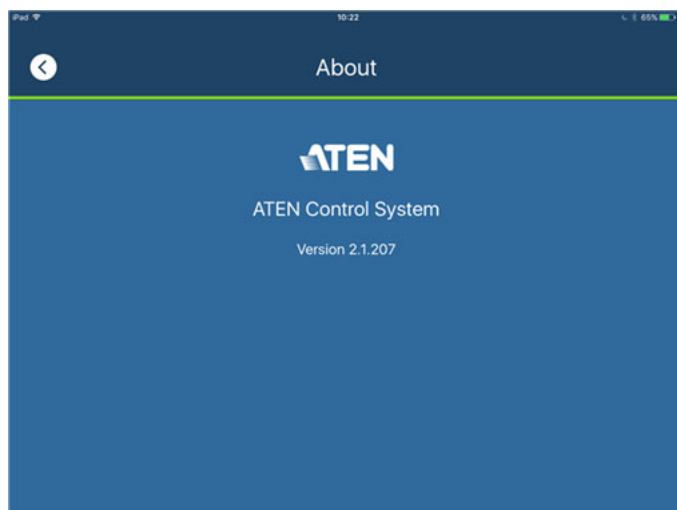 iPad 10:22 65%
About
ATEN
ATEN Control System
Version 2.1.207